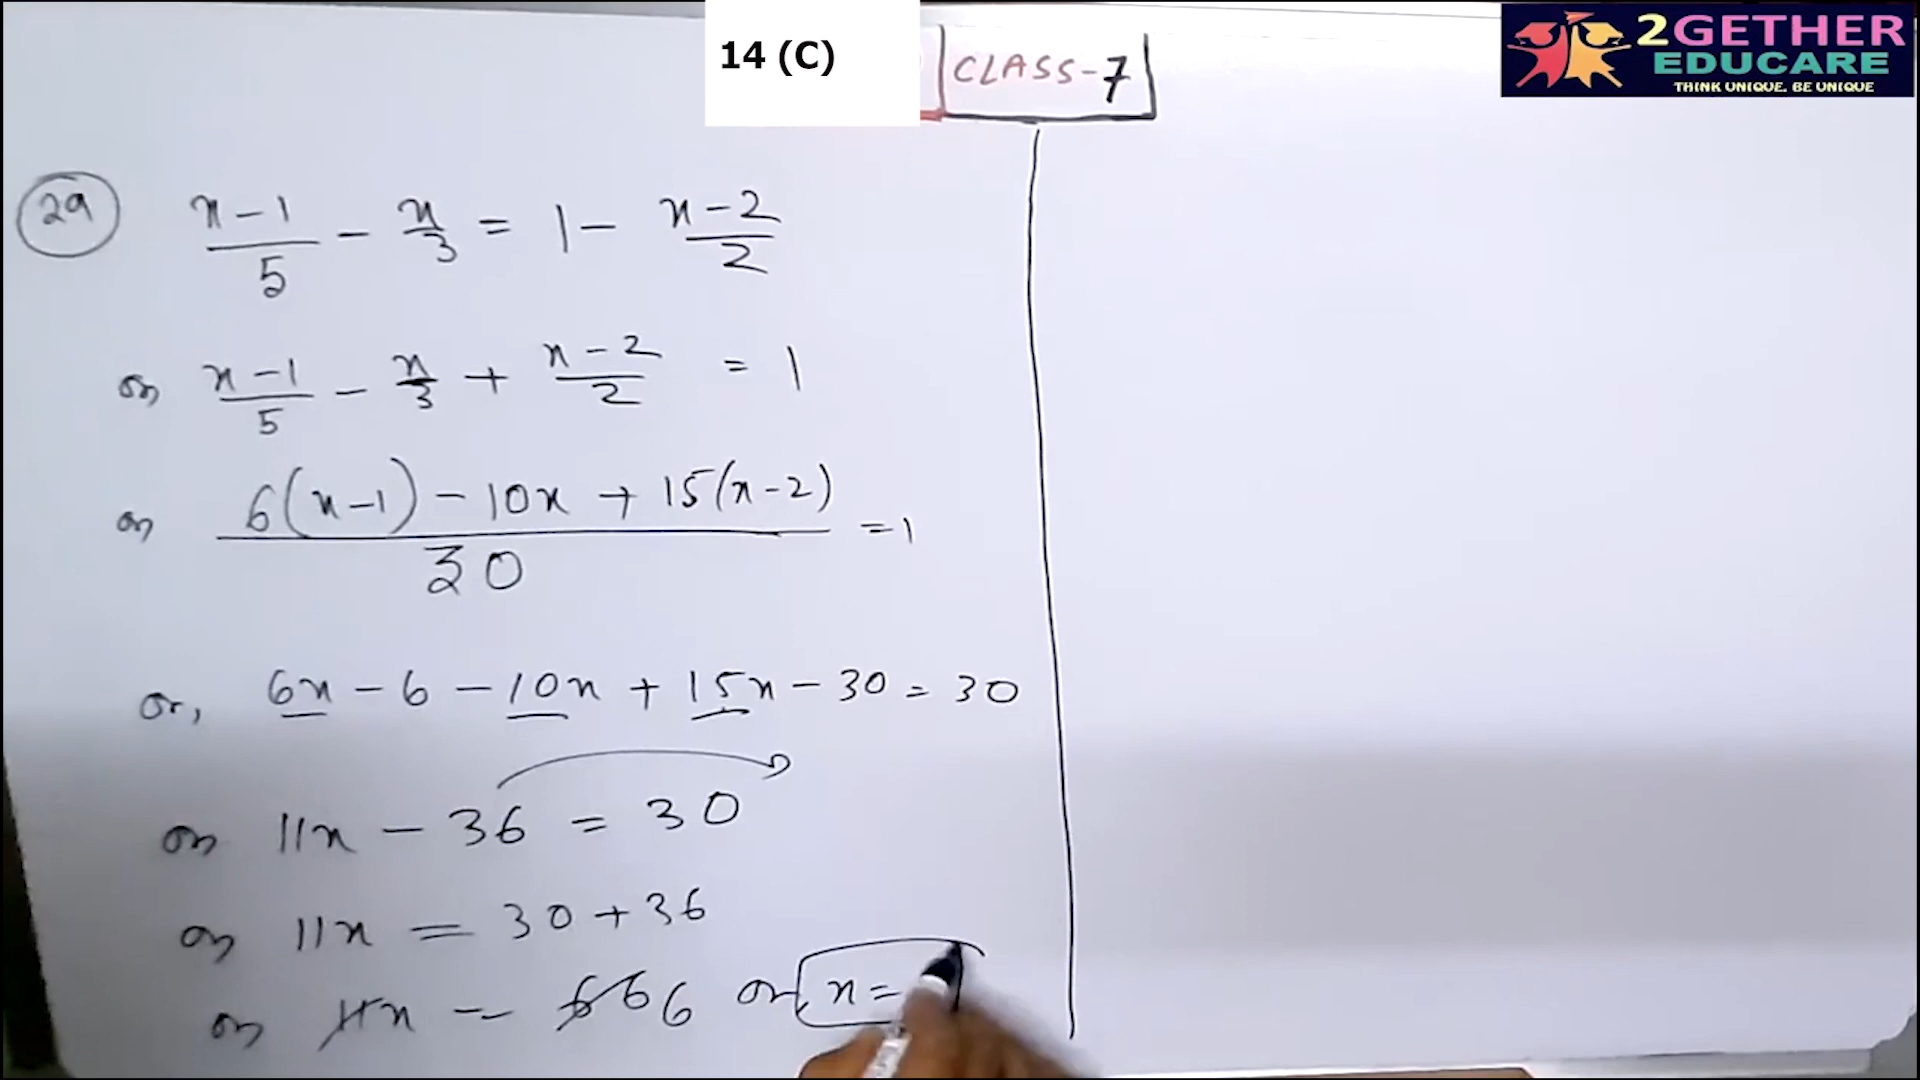 14 (C)
CLASS-7
2GETHER
EDUCARE
THINK UNIQUE. BE UNIQUE
29
x-1/5 - x/3 = 1 - x-2/2
or x-1/5 - x/3 + x-2/2 = 1
or 6(x-1) - 10x + 15(x-2)/30 = 1
or, 6x - 6 - 10x + 15x - 30 = 30
or 11x - 36 = 30
or 11x = 30 + 36
or 11x = 66 6 or x =